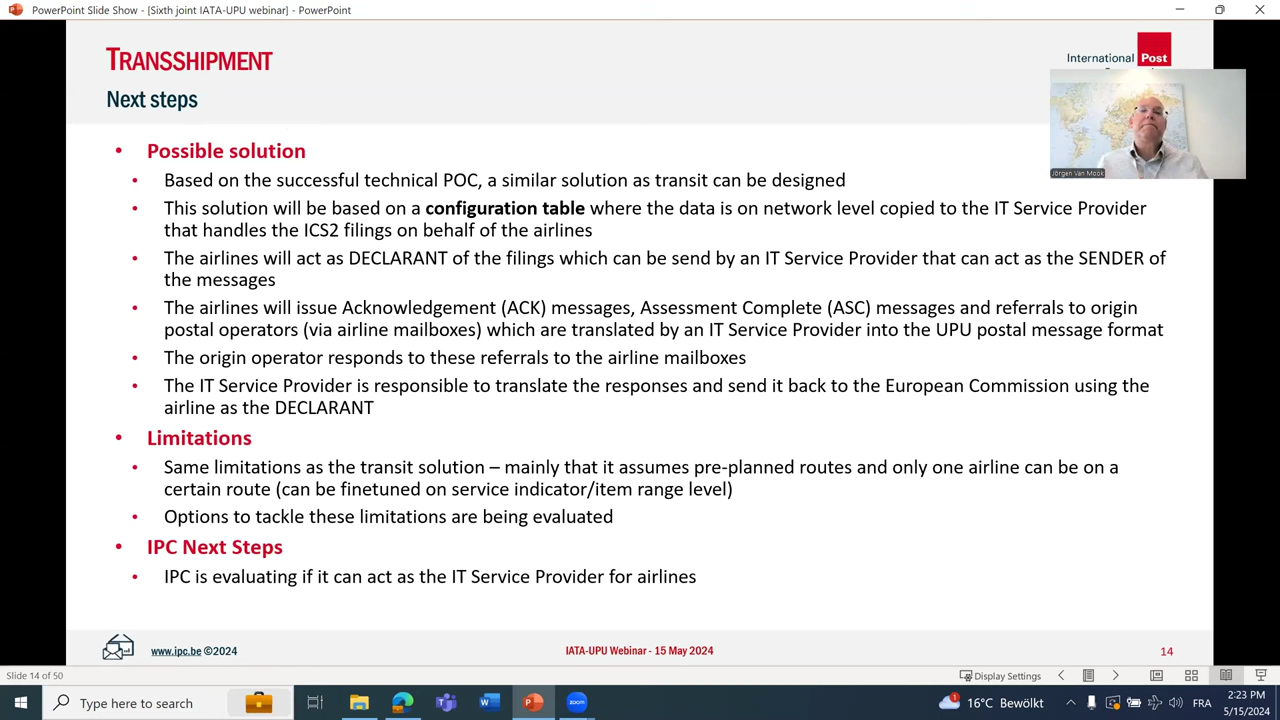 PowerPoint Slide Show - [Sixth joint IATA-UPU webinar] - PowerPoint
TRANSSHIPMENT
Next steps
International Post
Jörgen Van Mook
• Possible solution
• Based on the successful technical POC, a similar solution as transit can be designed
• This solution will be based on a configuration table where the data is on network level copied to the IT Service Provider
that handles the ICS2 filings on behalf of the airlines
• The airlines will act as DECLARANT of the filings which can be send by an IT Service Provider that can act as the SENDER of
the messages
• The airlines will issue Acknowledgement (ACK) messages, Assessment Complete (ASC) messages and referrals to origin
postal operators (via airline mailboxes) which are translated by an IT Service Provider into the UPU postal message format
• The origin operator responds to these referrals to the airline mailboxes
• The IT Service Provider is responsible to translate the responses and send it back to the European Commission using the
airline as the DECLARANT
• Limitations
• Same limitations as the transit solution – mainly that it assumes pre-planned routes and only one airline can be on a
certain route (can be finetuned on service indicator/item range level)
• Options to tackle these limitations are being evaluated
• IPC Next Steps
• IPC is evaluating if it can act as the IT Service Provider for airlines
www.ipc.be ©2024
IATA-UPU Webinar - 15 May 2024
14
Slide 14 of 50
Display Settings
Type here to search
zoom
1
16°C Bewölkt
FRA
2:23 PM
5/15/2024